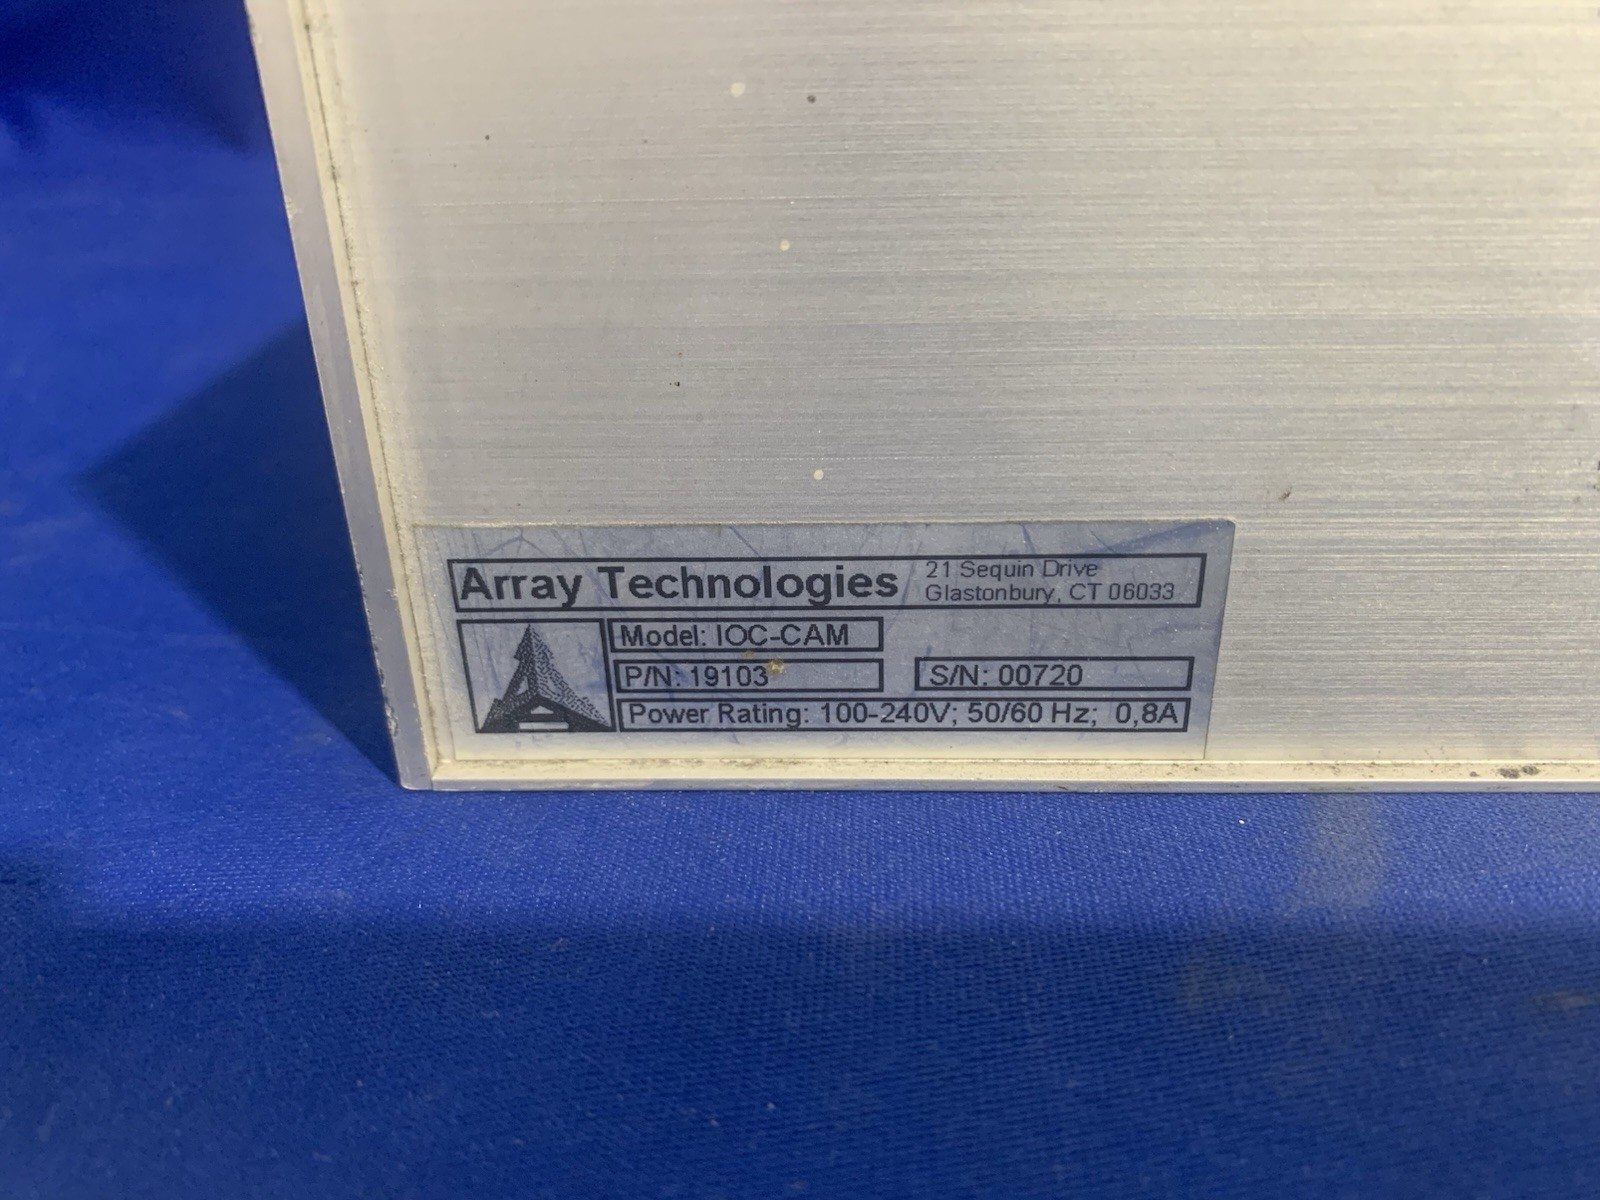 Array Technologies
21 Sequin Drive
Glastonbury, CT 06033
Model: IOC-CAM
P/N: 19103
S/N: 00720
Power Rating: 100-240V; 50/60 Hz; 0,8A